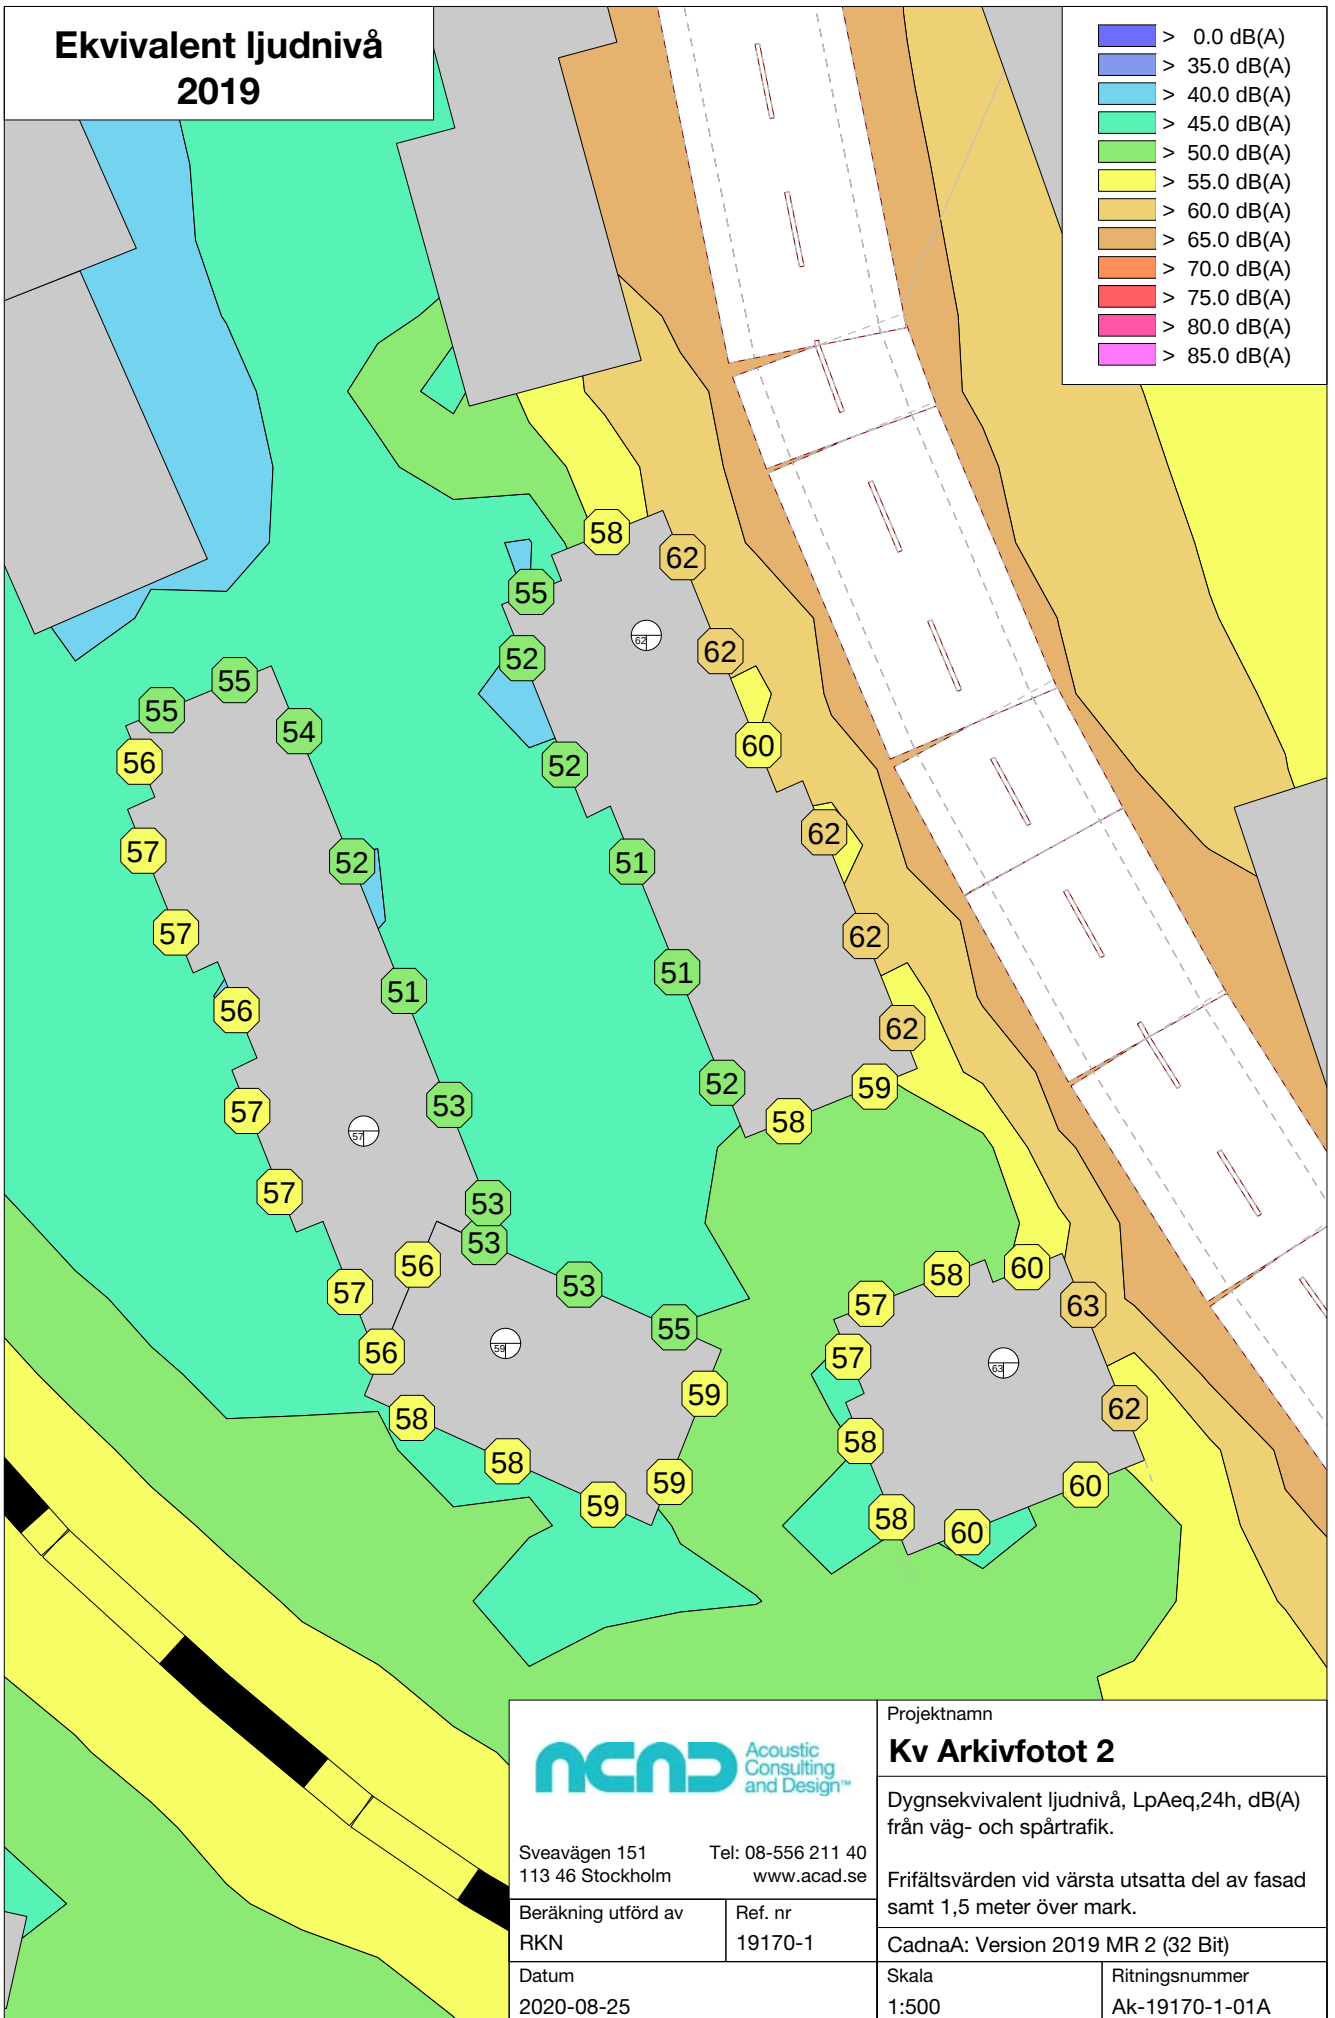 Ekvivalent ljudnivå
2019
> 0.0 dB(A)
> 35.0 dB(A)
> 40.0 dB(A)
> 45.0 dB(A)
> 50.0 dB(A)
> 55.0 dB(A)
> 60.0 dB(A)
> 65.0 dB(A)
> 70.0 dB(A)
> 75.0 dB(A)
> 80.0 dB(A)
> 85.0 dB(A)
58
62
55
62
62
52
55
55
54
60
56
52
62
57
52
51
57
62
51
51
56
62
52
59
53
57
58
57
57
53
53
56
60
58
53
57
57
63
55
56
57
59
63
59
62
58
58
58
59
60
59
58
60
ACAD
Acoustic
Consulting
and Design™
Sveavägen 151
113 46 Stockholm
Tel: 08-556 211 40
www.acad.se
Beräkning utförd av
RKN
Ref. nr
19170-1
Datum
2020-08-25
Projektnamn
Kv Arkivfotot 2
Dygnsekvivalent ljudnivå, LpAeq,24h, dB(A)
från väg- och spårtrafik.
Frifältsvärden vid värsta utsatta del av fasad
samt 1,5 meter över mark.
CadnaA: Version 2019 MR 2 (32 Bit)
Skala
1:500
Ritningsnummer
Ak-19170-1-01A